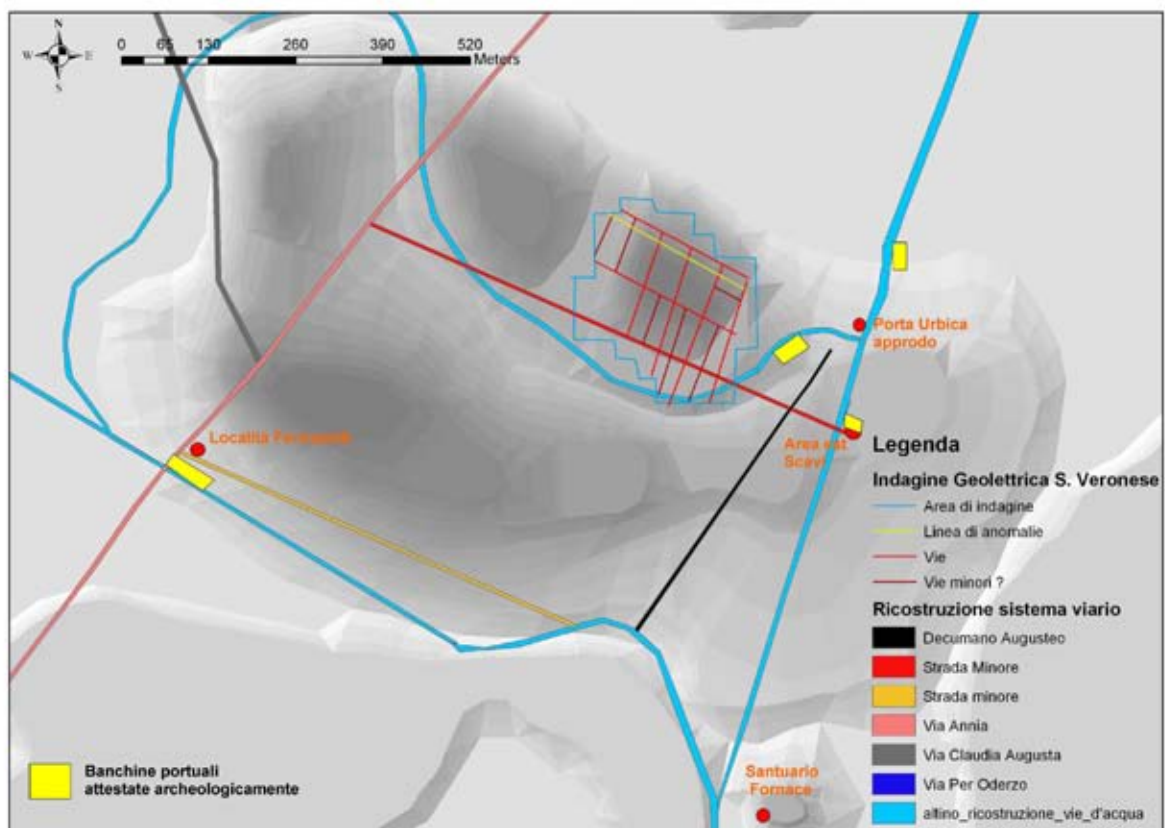 N
W E
S
0 65 130 260 390 520
Meters
Porta Urbica
approdo
Località
Area est
Scavi
Legenda
Indagine Geolettrica S. Veronese
Area di indagine
Linea di anomalie
Vie
Vie minori ?
Ricostruzione sistema viario
Decumano Augusteo
Strada Minore
Strada minore
Via Annia
Via Claudia Augusta
Via Per Oderzo
altino_ricostruzione_vie_d'acqua
Banchine portuali
attestate archeologicamente
Santuario
Fornace